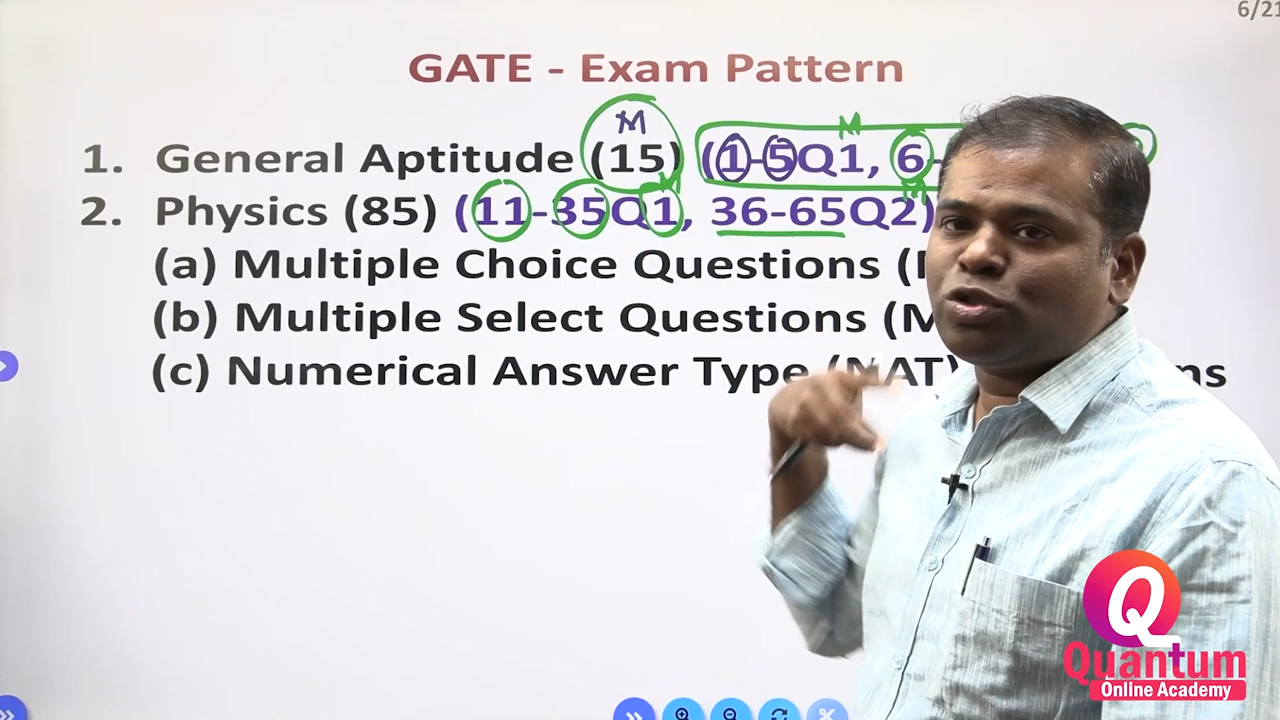 6/21
GATE - Exam Pattern
M
M
1. General Aptitude (15) (1-5Q1, 6-
M
M
2. Physics (85) (11-35Q1, 36-65Q2)
(a) Multiple Choice Questions (
(b) Multiple Select Questions (M
(c) Numerical Answer Type (NAT)
Q
Quantum
Online Academy